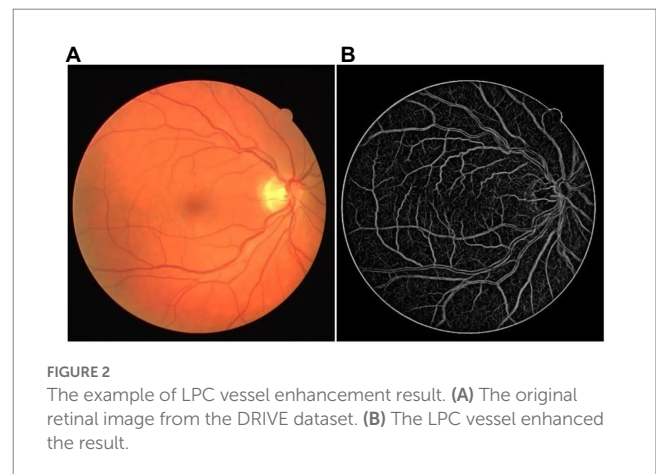 A B
FIGURE 2
The example of LPC vessel enhancement result. (A) The original
retinal image from the DRIVE dataset. (B) The LPC vessel enhanced
the result.